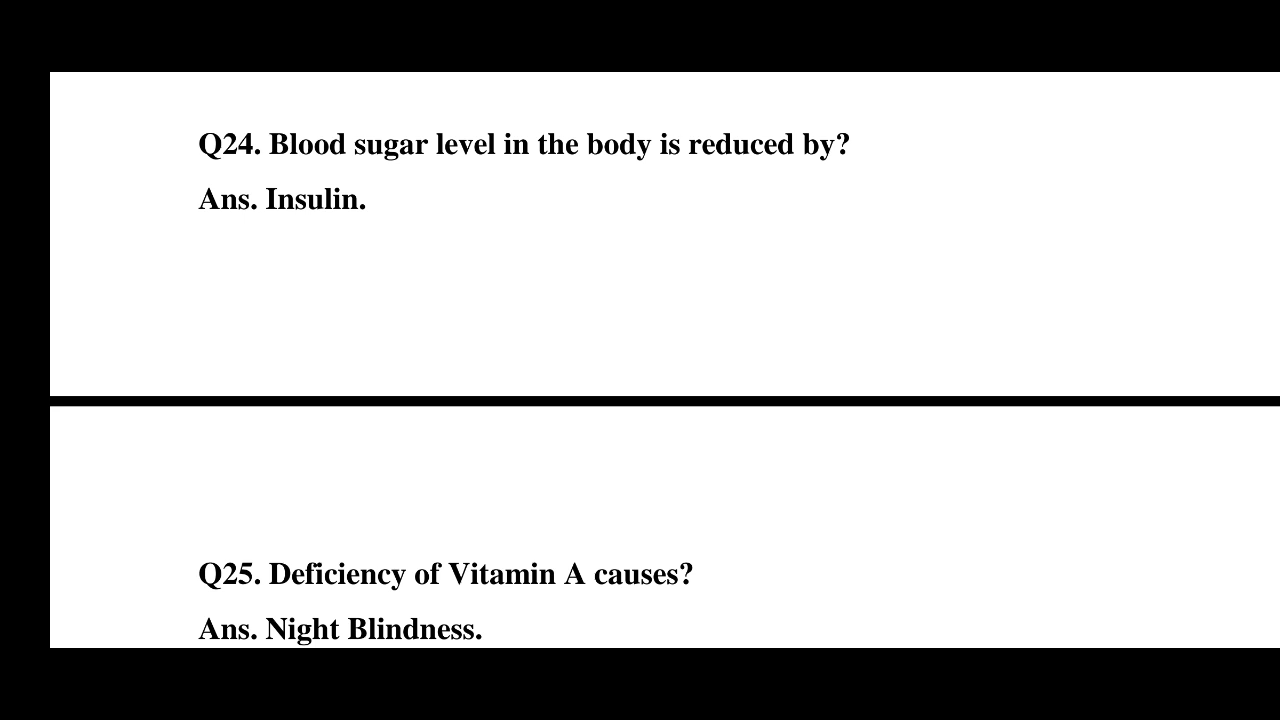 Q24. Blood sugar level in the body is reduced by?
Ans. Insulin.
Q25. Deficiency of Vitamin A causes?
Ans. Night Blindness.